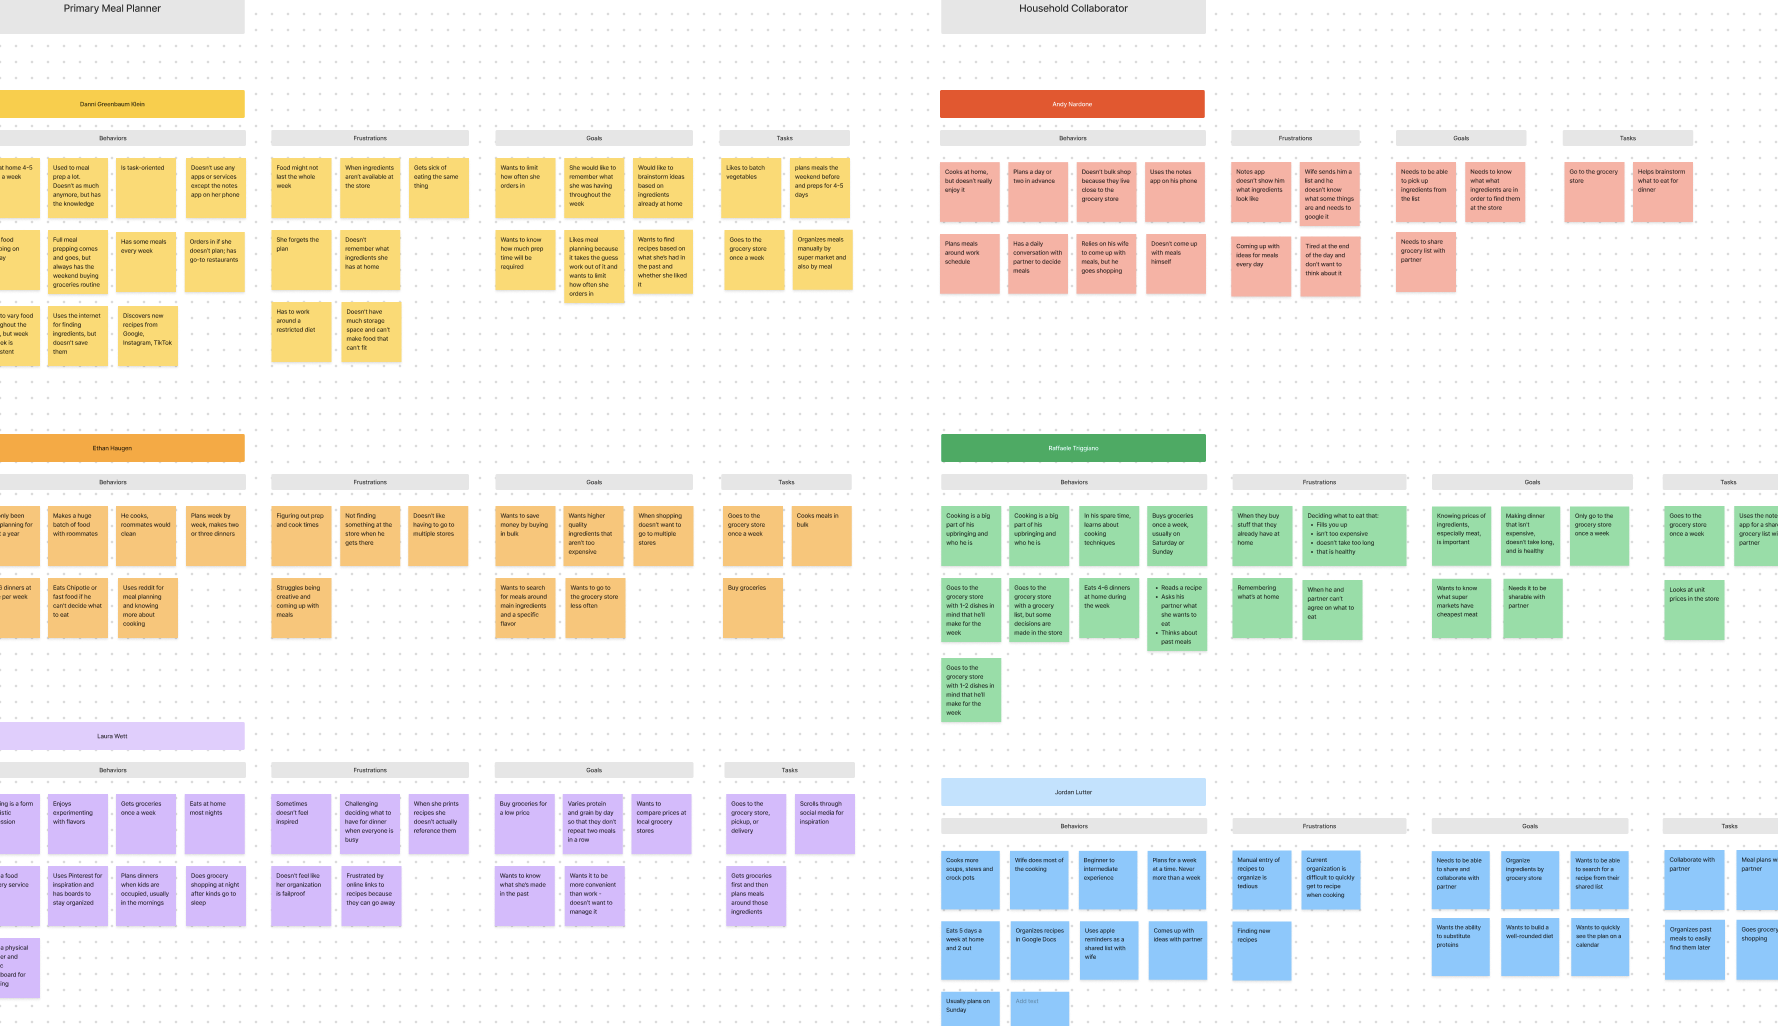 Primary Meal Planner
Danni Greenbaum Klein
Behaviors
at home 4-5
a week
Used to meal
prep a lot.
Doesn't as much
anymore, but has
the knowledge
Is task-oriented
Doesn't use any
apps or services
except the notes
app on her phone
food
ping on
ay
Full meal
prepping comes
and goes, but
always has the
weekend buying
groceries routine
Has some meals
every week
Orders in if she
doesn't plan; has
go-to restaurants
to vary food
ghout the
, but week
ek is
stent
Uses the internet
for finding
ingredients, but
doesn't save
them
Discovers new
recipes from
Google,
Instagram, TikTok
Frustrations
Food might not
last the whole
week
When ingredients
aren't available at
the store
Gets sick of
eating the same
thing
She forgets the
plan
Doesn't
remember what
ingredients she
has at home
Has to work
around a
restricted diet
Doesn't have
much storage
space and can't
make food that
can't fit
Goals
Wants to limit
how often she
orders in
She would like to
remember what
she was having
throughout the
week
Would like to
brainstorm ideas
based on
ingredients
already at home
Wants to know
how much prep
time will be
required
Likes meal
planning because
it takes the guess
work out of it and
wants to limit
how often she
orders in
Wants to find
recipes based on
what she's had in
the past and
whether she liked
it
Tasks
Likes to batch
vegetables
plans meals the
weekend before
and preps for 4-5
days
Goes to the
grocery store
once a week
Organizes meals
manually by
super market and
also by meal
Ethan Haugen
Behaviors
only been
planning for
t a year
Makes a huge
batch of food
with roommates
He cooks,
roommates would
clean
Plans week by
week, makes two
or three dinners
dinners at
per week
Eats Chipotle or
fast food if he
can't decide what
to eat
Uses reddit for
meal planning
and knowing
more about
cooking
Frustrations
Figuring out prep
and cook times
Not finding
something at the
store when he
gets there
Doesn't like
having to go to
multiple stores
Struggles being
creative and
coming up with
meals
Goals
Wants to save
money by buying
in bulk
Wants higher
quality
ingredients that
aren't too
expensive
When shopping
doesn't want to
go to multiple
stores
Wants to search
for meals around
main ingredients
and a specific
flavor
Wants to go to
the grocery store
less often
Tasks
Goes to the
grocery store
once a week
Cooks meals in
bulk
Buy groceries
Laura Wett
Behaviors
ing is a form
istic
ession
Enjoys
experimenting
with flavors
Gets groceries
once a week
Eats at home
most nights
a food
ery service
Uses Pinterest for
inspiration and
has boards to
stay organized
Plans dinners
when kids are
occupied, usually
in the mornings
Does grocery
shopping at night
after kinds go to
sleep
a physical
er and
c
board for
ing
Frustrations
Sometimes
doesn't feel
inspired
Challenging
deciding what to
have for dinner
when everyone is
busy
When she prints
recipes she
doesn't actually
reference them
Doesn't feel like
her organization
is failproof
Frustrated by
online links to
recipes because
they can go away
Goals
Buy groceries for
a low price
Varies protein
and grain by day
so that they don't
repeat two meals
in a row
Wants to
compare prices at
local grocery
stores
Wants to know
what she's made
in the past
Wants it to be
more convenient
than work -
doesn't want to
manage it
Tasks
Goes to the
grocery store,
pickup, or
delivery
Scrolls through
social media for
inspiration
Gets groceries
first and then
plans meals
around those
ingredients
Household Collaborator
Andy Nardone
Behaviors
Cooks at home,
but doesn't really
enjoy it
Plans a day or
two in advance
Doesn't bulk shop
because they live
close to the
grocery store
Uses the notes
app on his phone
Plans meals
around work
schedule
Has a daily
conversation with
partner to decide
meals
Relies on his wife
to come up with
meals, but he
goes shopping
Doesn't come up
with meals
himself
Frustrations
Notes app
doesn't show him
what ingredients
look like
Wife sends him a
list and he
doesn't know
what some things
are and needs to
google it
Coming up with
ideas for meals
every day
Tired at the end
of the day and
don't want to
think about it
Goals
Needs to be able
to pick up
ingredients from
the list
Needs to know
what what
ingredients are in
order to find them
at the store
Needs to share
grocery list with
partner
Tasks
Go to the grocery
store
Helps brainstorm
what to eat for
dinner
Raffaele Triggiano
Behaviors
Cooking is a big
part of his
upbringing and
who he is
Cooking is a big
part of his
upbringing and
who he is
In his spare time,
learns about
cooking
techniques
Buys groceries
once a week,
usually on
Saturday or
Sunday
Goes to the
grocery store
with 1-2 dishes in
mind that he'll
make for the
week
Goes to the
grocery store
with a grocery
list, but some
decisions are
made in the store
Eats 4-6 dinners
at home during
the week
• Reads a recipe
• Asks his
partner what
she wants to
eat
• Thinks about
past meals
Goes to the
grocery store
with 1-2 dishes in
mind that he'll
make for the
week
Frustrations
When they buy
stuff that they
already have at
home
Deciding what to eat that:
• Fills you up
• isn't too expensive
• doesn't take too long
• that is healthy
Remembering
what's at home
When he and
partner can't
agree on what to
eat
Goals
Knowing prices of
ingredients,
especially meat,
is important
Making dinner
that isn't
expensive,
doesn't take long,
and is healthy
Only go to the
grocery store
once a week
Wants to know
what super
markets have
cheapest meat
Needs it to be
sharable with
partner
Tasks
Goes to the
grocery store
once a week
Uses the note
app for a shar
grocery list wi
partner
Looks at unit
prices in the store
Jordan Lutter
Behaviors
Cooks more
soups, stews and
crock pots
Wife does most of
the cooking
Beginner to
intermediate
experience
Plans for a week
at a time. Never
more than a week
Eats 5 days a
week at home
and 2 out
Organizes recipes
in Google Docs
Uses apple
reminders as a
shared list with
wife
Comes up with
ideas with partner
Usually plans on
Sunday
Add text
Frustrations
Manual entry of
recipes to
organize is
tedious
Current
organization is
difficult to quickly
get to recipe
when cooking
Finding new
recipes
Goals
Needs to be able
to share and
collaborate with
partner
Organize
ingredients by
grocery store
Wants to be able
to search for a
recipe from their
shared list
Wants the ability
to substitute
proteins
Wants to build a
well-rounded diet
Wants to quickly
see the plan on a
calendar
Tasks
Collaborate with
partner
Meal plans w
partner
Organizes past
meals to easily
find them later
Goes grocery
shopping